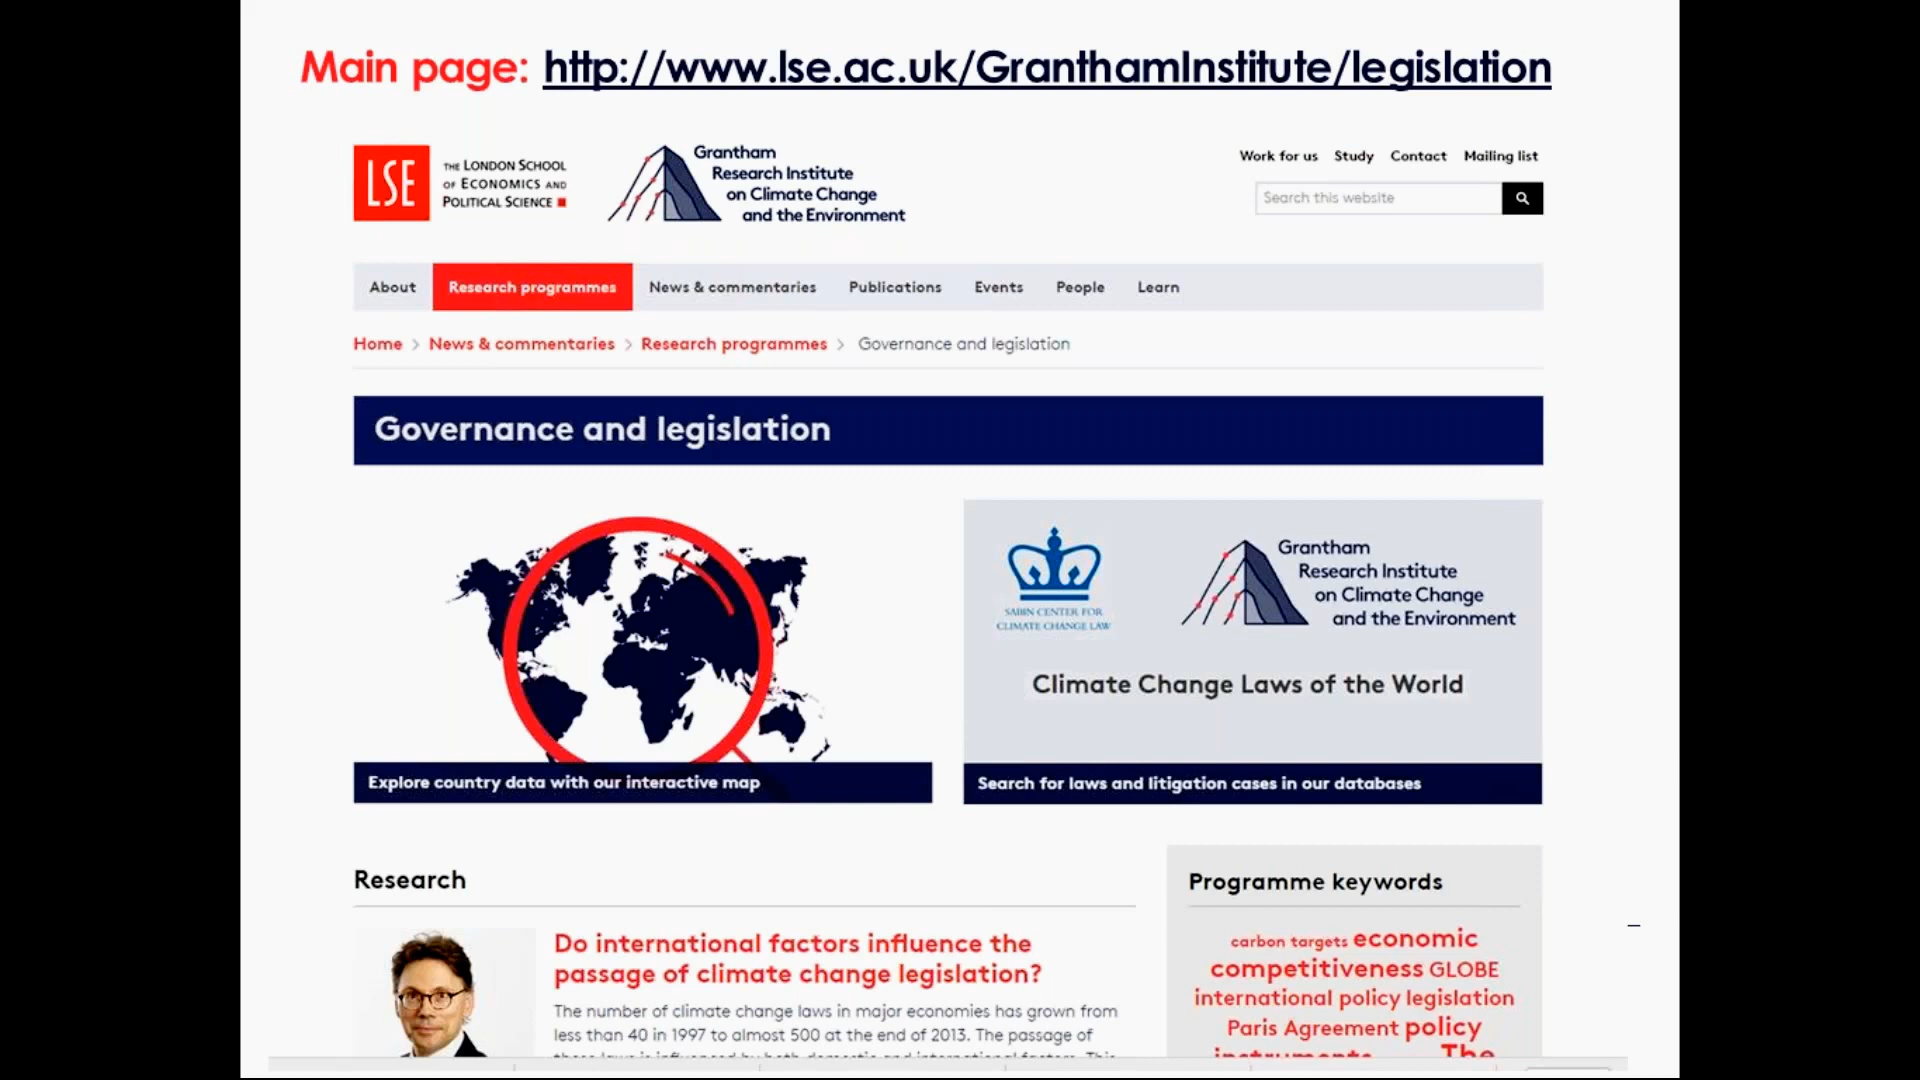 Main page: http://www.lse.ac.uk/GranthamInstitute/legislation
LSE
THE LONDON SCHOOL
OF ECONOMICS AND
POLITICAL SCIENCE
Grantham
Research Institute
on Climate Change
and the Environment
Work for us Study Contact Mailing list
Search this website
About Research programmes News & commentaries Publications Events People Learn
Home > News & commentaries > Research programmes > Governance and legislation
Governance and legislation
Explore country data with our interactive map
SABIN CENTER FOR
CLIMATE CHANGE LAW
Grantham
Research Institute
on Climate Change
and the Environment
Climate Change Laws of the World
Search for laws and litigation cases in our databases
Research
Do international factors influence the
passage of climate change legislation?
The number of climate change laws in major economies has grown from
less than 40 in 1997 to almost 500 at the end of 2013. The passage of
Programme keywords
carbon targets economic
competitiveness GLOBE
international policy legislation
Paris Agreement policy
instruments The